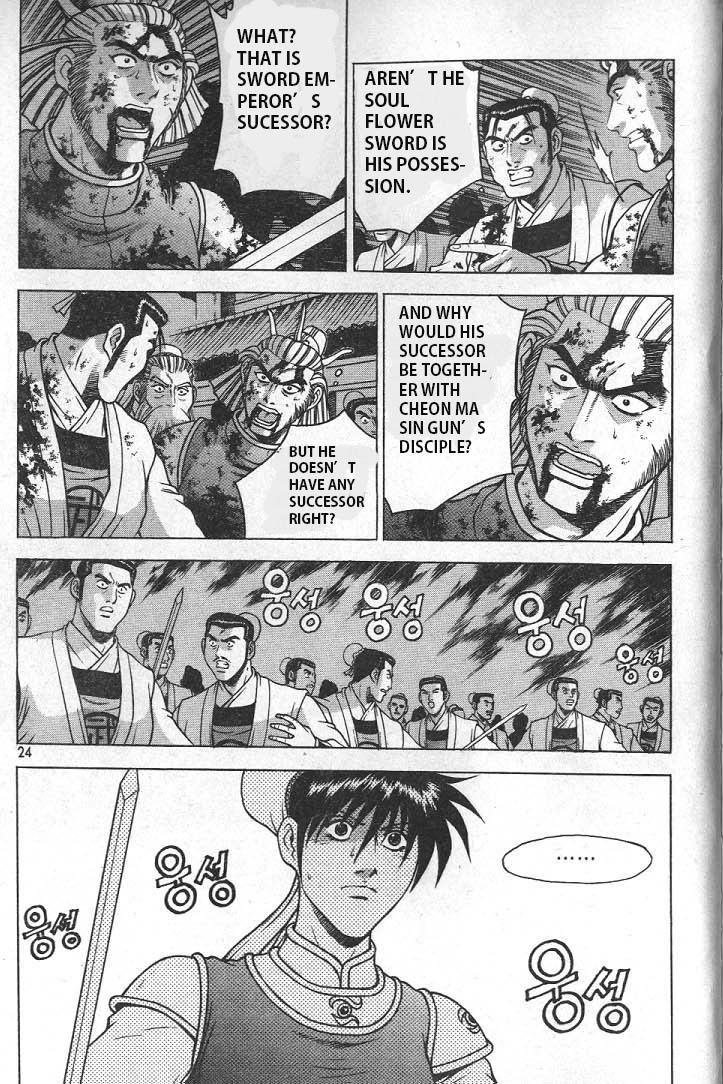 WHAT?
THAT IS
SWORD EM-
PEROR'S
SUCESSOR?
AREN'T HE
SOUL
FLOWER
SWORD IS
HIS POSSES-
SION.
BUT HE
DOESN'T
HAVE ANY
SUCCESSOR
RIGHT?
AND WHY
WOULD HIS
SUCCESSOR
BE TOGETH-
ER WITH
CHEON MA
SIN GUN'S
DISCIPLE?
웅성
웅성
웅성
웅성
24
......
웅성
웅성
웅성